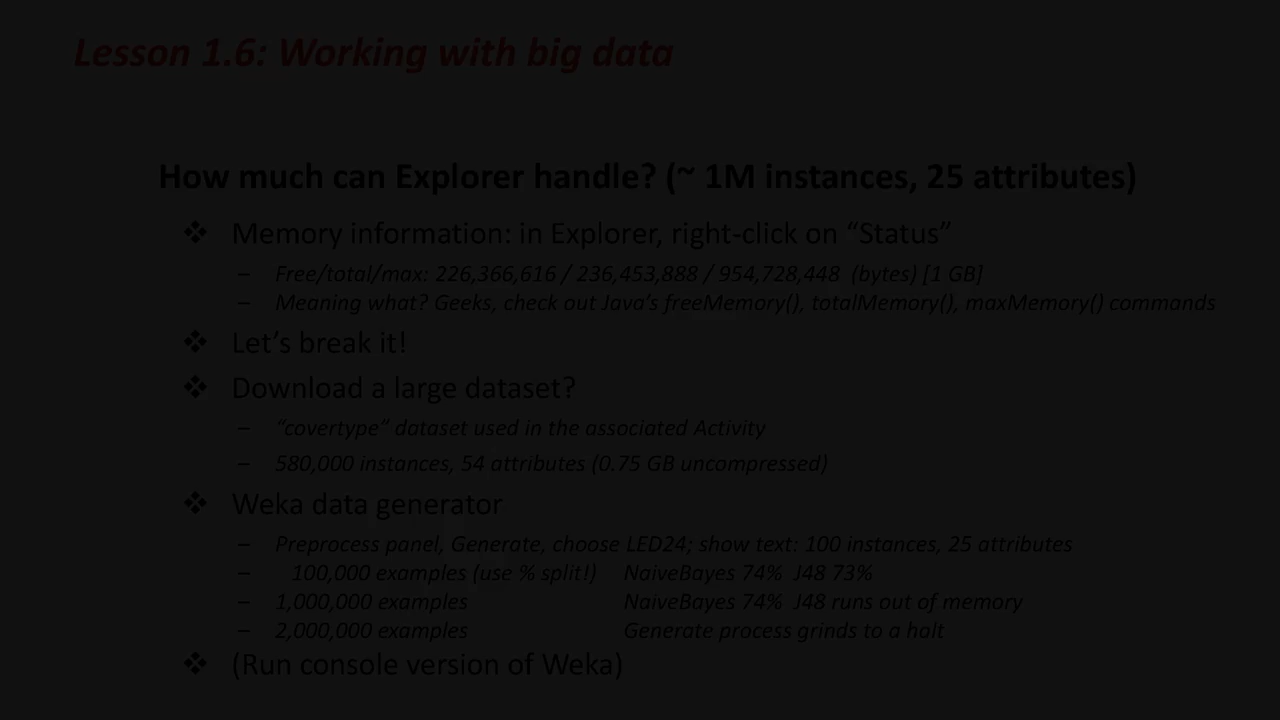 Lesson 1.6: Working with big data
How much can Explorer handle? (~ 1M instances, 25 attributes)
❖ Memory information: in Explorer, right-click on “Status”
– Free/total/max: 226,366,616 / 236,453,888 / 954,728,448 (bytes) [1 GB]
– Meaning what? Geeks, check out Java’s freeMemory(), totalMemory(), maxMemory() commands
❖ Let’s break it!
❖ Download a large dataset?
– “covertype” dataset used in the associated Activity
– 580,000 instances, 54 attributes (0.75 GB uncompressed)
❖ Weka data generator
– Preprocess panel, Generate, choose LED24; show text: 100 instances, 25 attributes
– 100,000 examples (use % split!) NaiveBayes 74% J48 73%
– 1,000,000 examples NaiveBayes 74% J48 runs out of memory
– 2,000,000 examples Generate process grinds to a halt
❖ (Run console version of Weka)